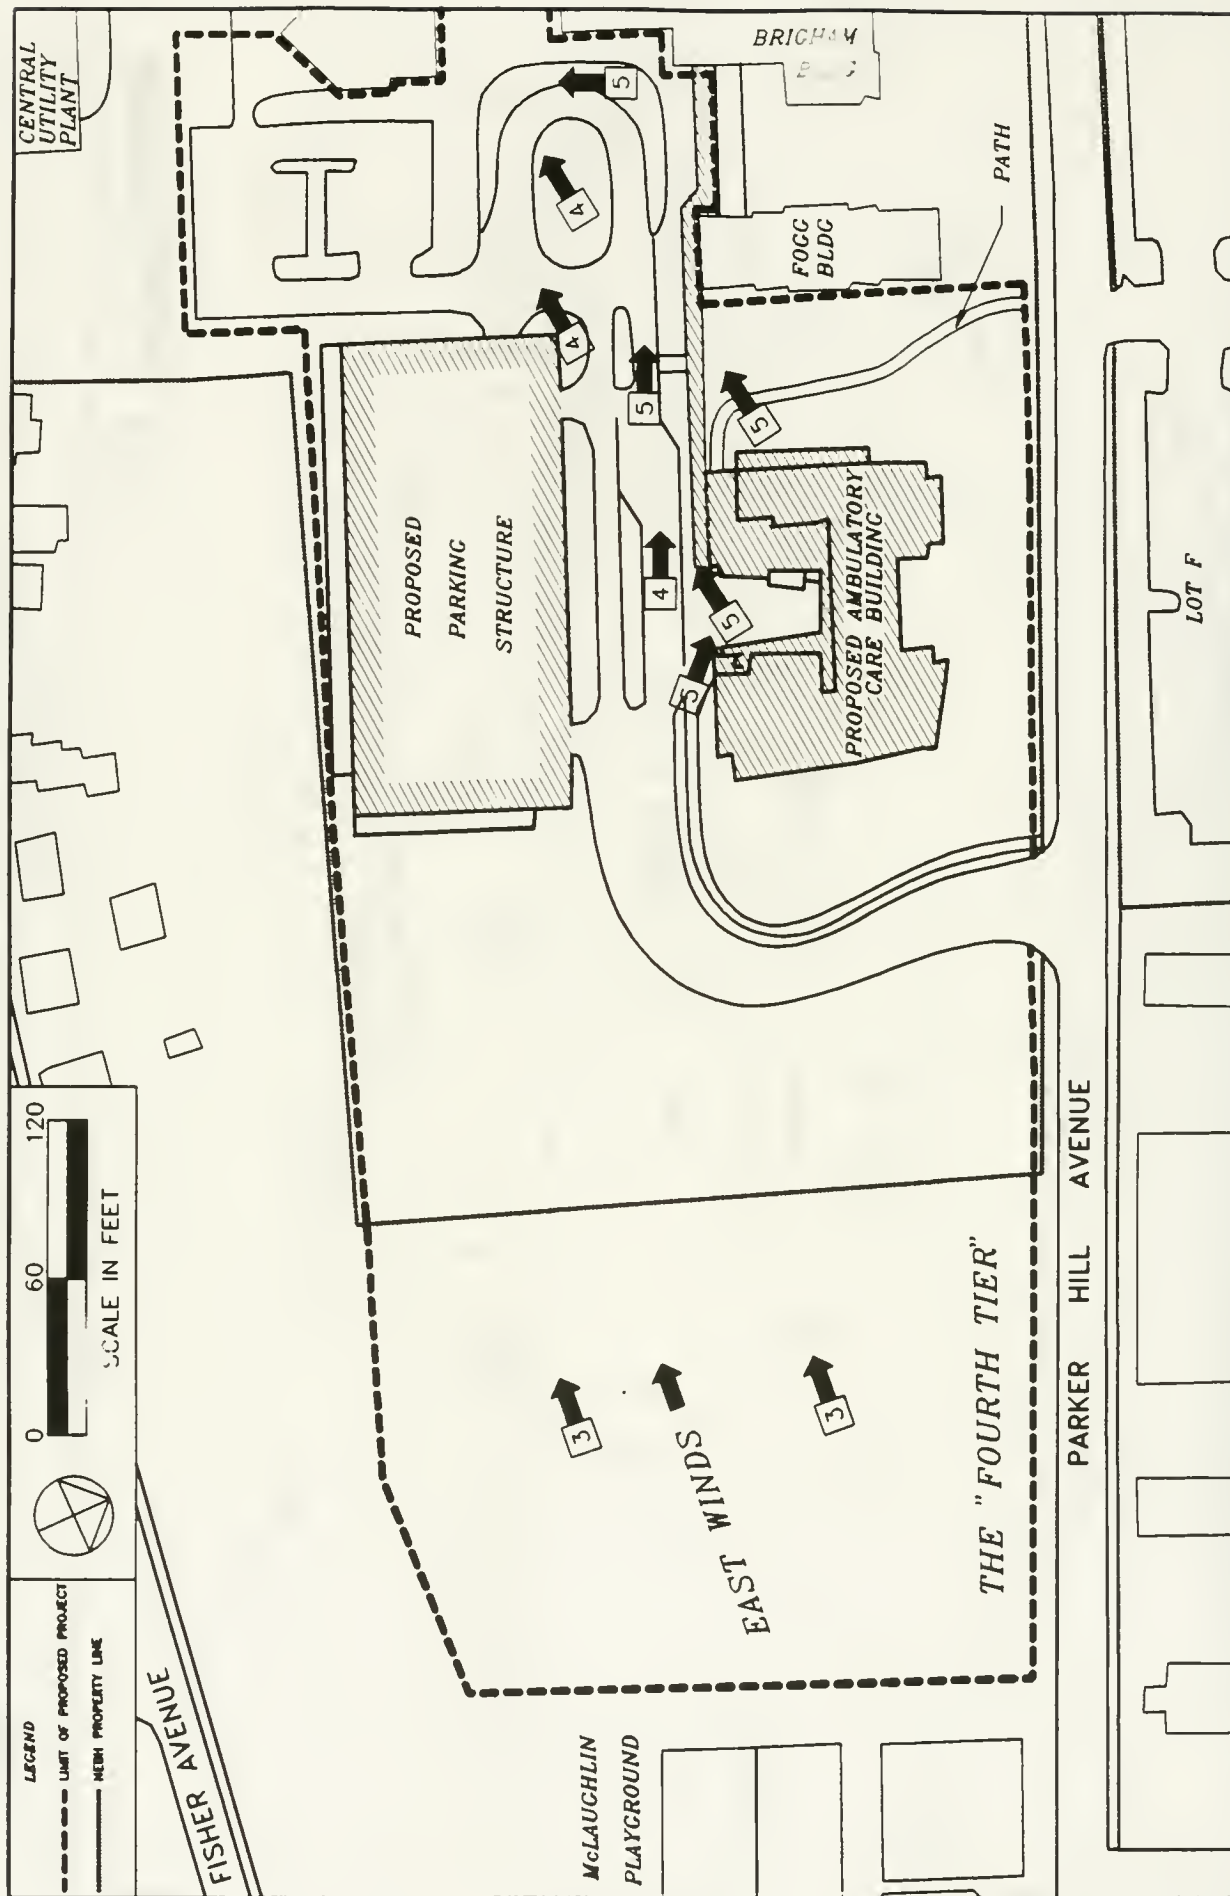 LEGEND
LIMIT OF PROPOSED PROJECT
NEBH PROPERTY LINE
0 60 120
SCALE IN FEET
CENTRAL
UTILITY
PLANT
FISHER AVENUE
BRIGHAM
FOGG
BLDG
PATH
PROPOSED
PARKING
STRUCTURE
PROPOSED AMBULATORY
CARE BUILDING
5
4
4
5
5
4
5
5
3
3
EAST WINDS
THE "FOURTH TIER"
McLAUGHLIN
PLAYGROUND
PARKER HILL AVENUE
LOT F